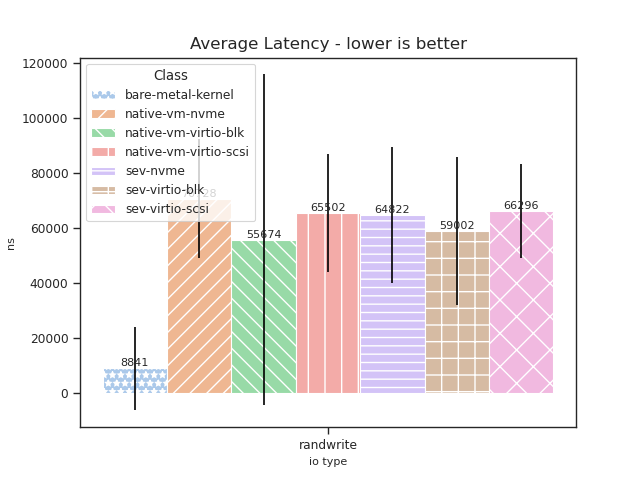 Average Latency - lower is better
120000
100000
80000
60000
40000
20000
0
ns
Class
bare-metal-kernel
native-vm-nvme
native-vm-virtio-blk
native-vm-virtio-scsi
sev-nvme
sev-virtio-blk
sev-virtio-scsi
8841
55674
65502
64822
59002
66296
randwrite
io type